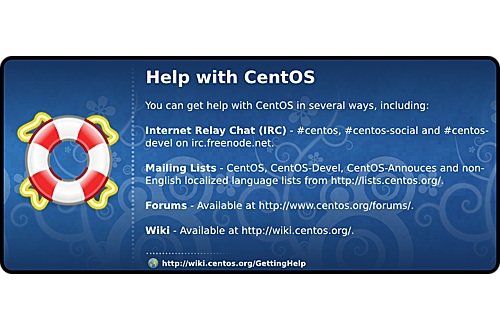 Help with CentOS
You can get help with CentOS in several ways, including:
Internet Relay Chat (IRC) - #centos, #centos-social and #centos-
devel on irc.freenode.net.
Mailing Lists - CentOS, CentOS-Devel, CentOS-Annouces and non-
English localized language lists from http://lists.centos.org/.
Forums - Available at http://www.centos.org/forums/.
Wiki - Available at http://wiki.centos.org/.
http://wiki.centos.org/GettingHelp